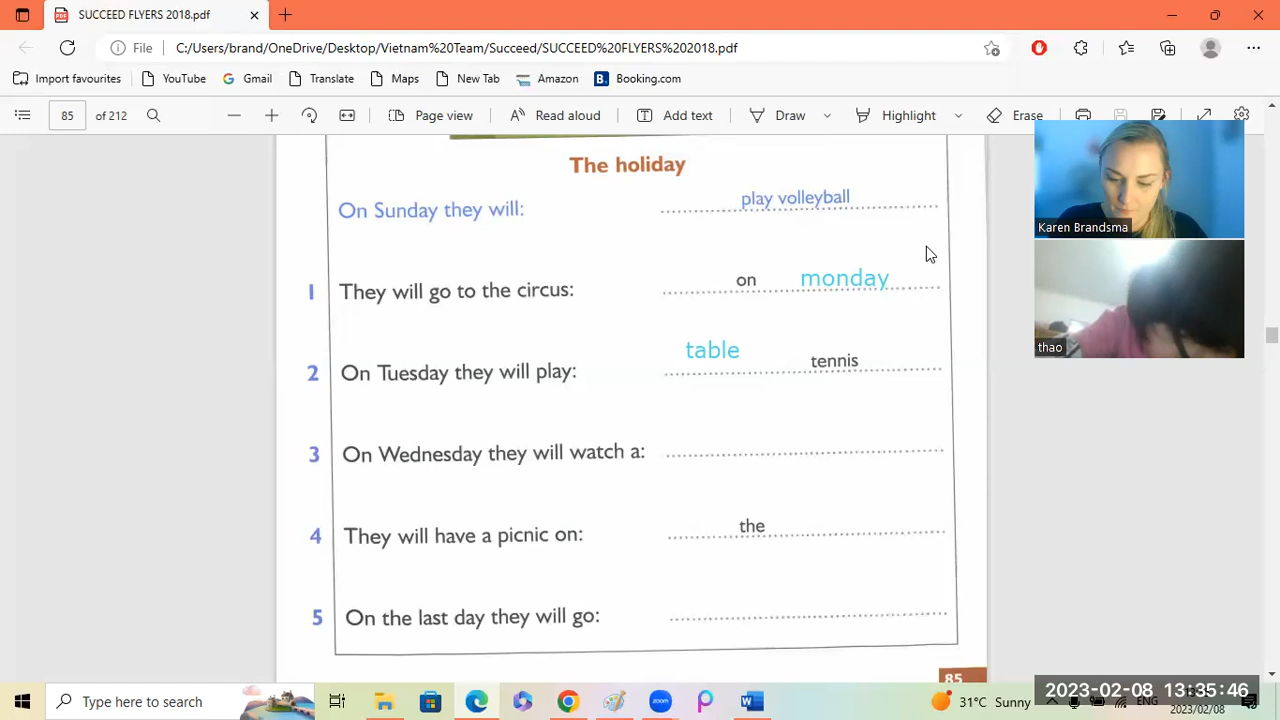 SUCCEED FLYERS 2018.pdf
File C:/Users/brand/OneDrive/Desktop/Vietnam%20Team/Succeed/SUCCEED%20FLYERS%202018.pdf
Import favourites YouTube Gmail Translate Maps New Tab Amazon Booking.com
85 of 212 Page view Read aloud Add text Draw Highlight Erase
The holiday
On Sunday they will: play volleyball
1 They will go to the circus: on monday
2 On Tuesday they will play: table tennis
3 On Wednesday they will watch a:
4 They will have a picnic on: the
5 On the last day they will go:
85
Karen Brandsma
thao
Type here to search
31°C Sunny
ENG
2023-02-08 13:35:46
2023/02/08